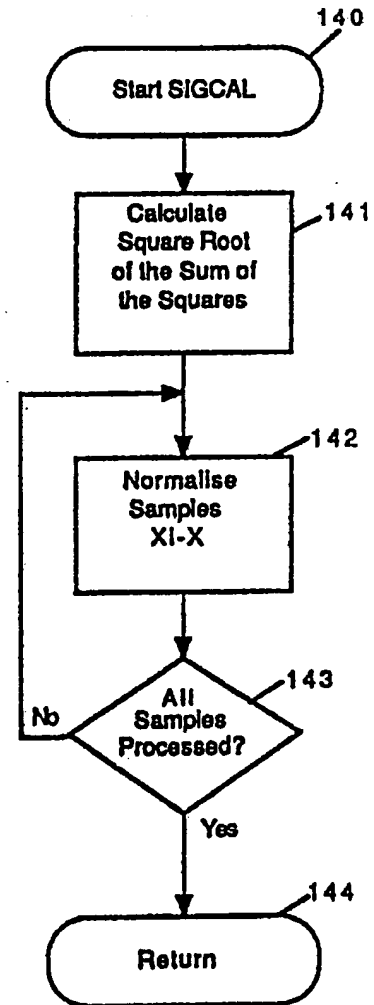 140
Start SIGCAL
Calculate
Square Root
of the Sum of
the Squares
141
142
Normalise
Samples
XI-X
143
All
Samples
Processed?
No
Yes
144
Return